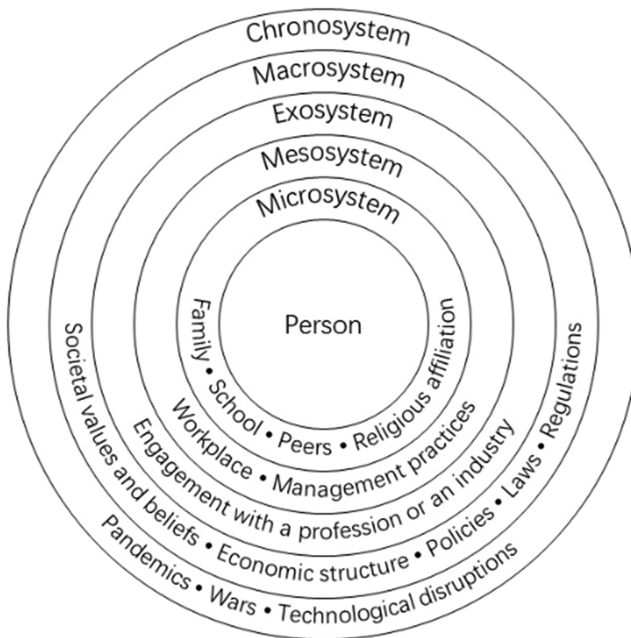 Chronosystem
Macrosystem
Exosystem
Mesosystem
Microsystem
Person
Family • School • Peers • Religious affiliation
Workplace • Management practices
Engagement with a profession or an industry
Societal values and beliefs • Economic structure • Policies • Laws • Regulations
Pandemics • Wars • Technological disruptions